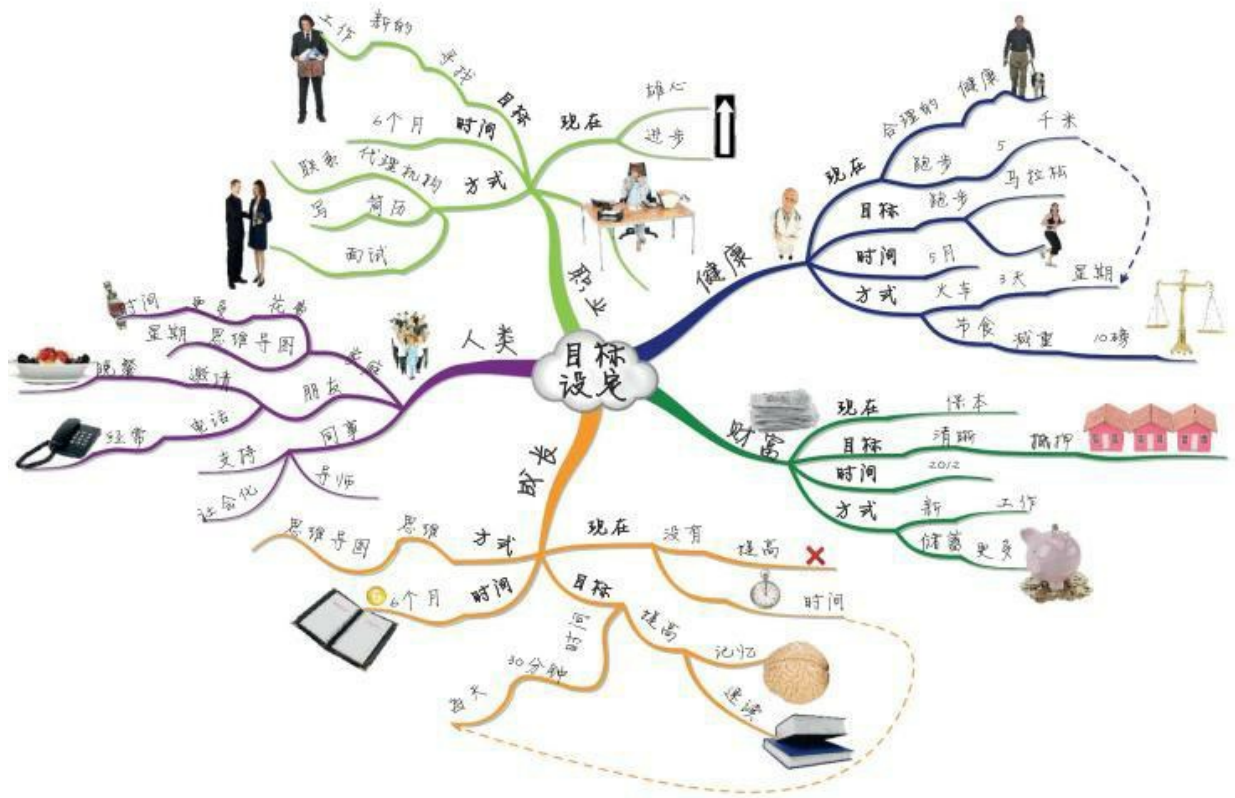 目标
设定
健康
现在
合理的 健康
跑步 5 千米
目标
跑步 马拉松
时间
5月
方式
火车 3天 星期
节食 减重 10磅
财富
现在
保本
目标
清晰 抵押
时间
2012
方式
新 工作
储蓄 更多
成长
现在
没有 提高
时间
目标
提高
记忆
速读
时间
30分钟
每天
时间
6个月
方式
思维
思维导图
人类
家庭
花费 更多 时间
思维导图 星期
朋友
邀请 晚餐
电话 经常
同事
支持
导师
社会化
职业
现在
雄心
进步
目标
寻找 新的 工作
时间
6个月
方式
代理机构 联系
写 简历
面试